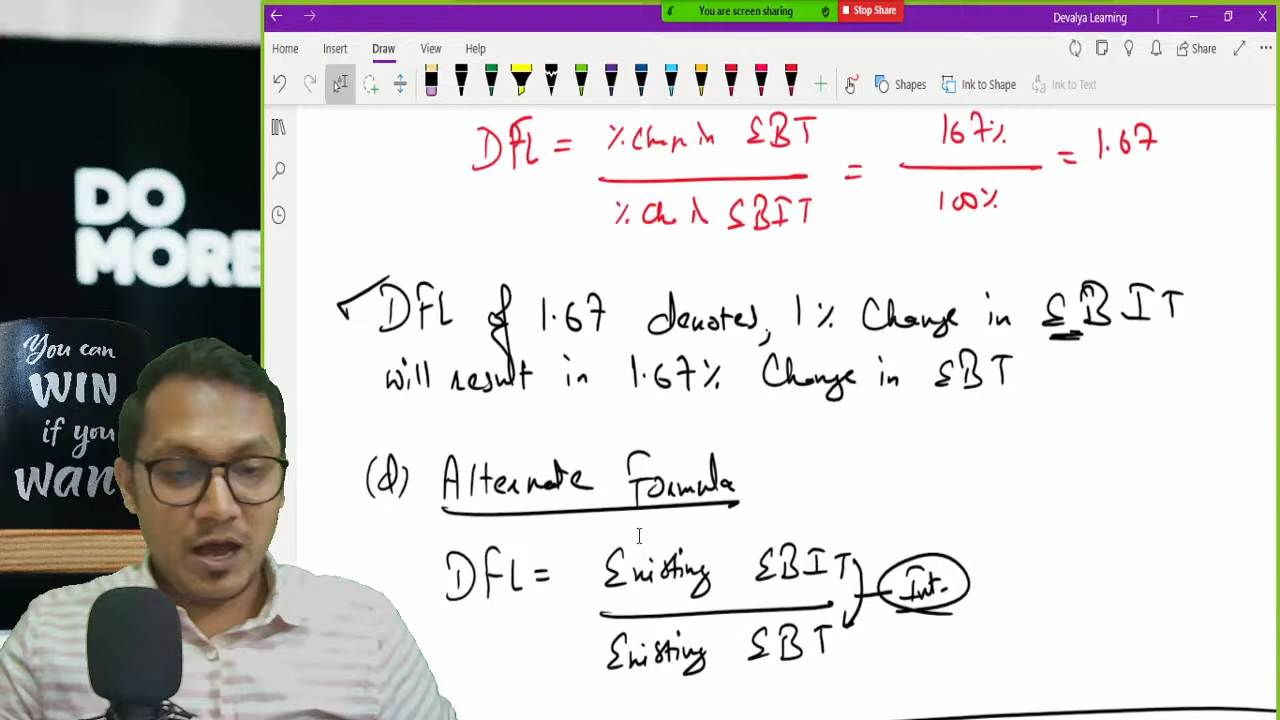 You are screen sharing
Stop Share
Devalya Learning
Home Insert Draw View Help
Share
Shapes
Ink to Shape
Ink to Text
DFL = % Change in EBT / % Ch in EBIT = 167% / 100% = 1.67
DFL of 1.67 denotes, 1% Change in EBIT
will result in 1.67% Change in EBT
(d) Alternate Formula
DFL = Existing EBIT / Existing EBT
Int.
DO
MORE
You can
WIN
if you
want